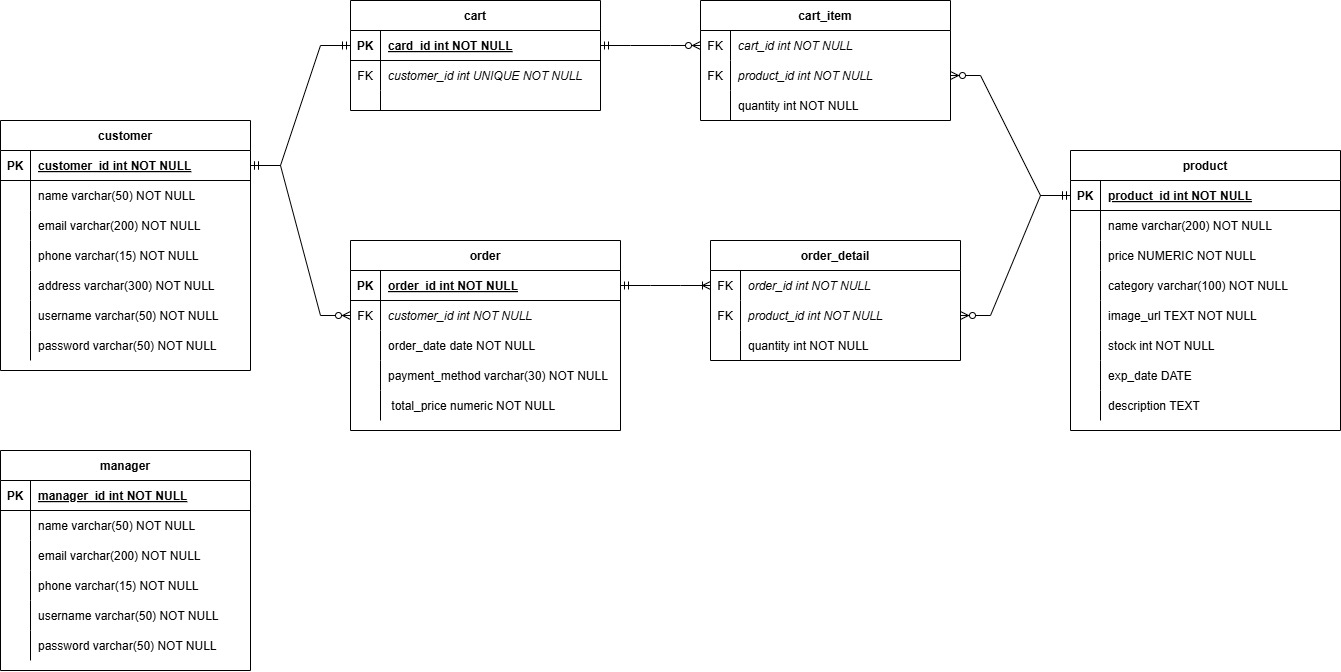 cart
PK card_id int NOT NULL
FK customer_id int UNIQUE NOT NULL
cart_item
FK cart_id int NOT NULL
FK product_id int NOT NULL
quantity int NOT NULL
customer
PK customer_id int NOT NULL
name varchar(50) NOT NULL
email varchar(200) NOT NULL
phone varchar(15) NOT NULL
address varchar(300) NOT NULL
username varchar(50) NOT NULL
password varchar(50) NOT NULL
order
PK order_id int NOT NULL
FK customer_id int NOT NULL
order_date date NOT NULL
payment_method varchar(30) NOT NULL
total_price numeric NOT NULL
order_detail
FK order_id int NOT NULL
FK product_id int NOT NULL
quantity int NOT NULL
product
PK product_id int NOT NULL
name varchar(200) NOT NULL
price NUMERIC NOT NULL
category varchar(100) NOT NULL
image_url TEXT NOT NULL
stock int NOT NULL
exp_date DATE
description TEXT
manager
PK manager_id int NOT NULL
name varchar(50) NOT NULL
email varchar(200) NOT NULL
phone varchar(15) NOT NULL
username varchar(50) NOT NULL
password varchar(50) NOT NULL